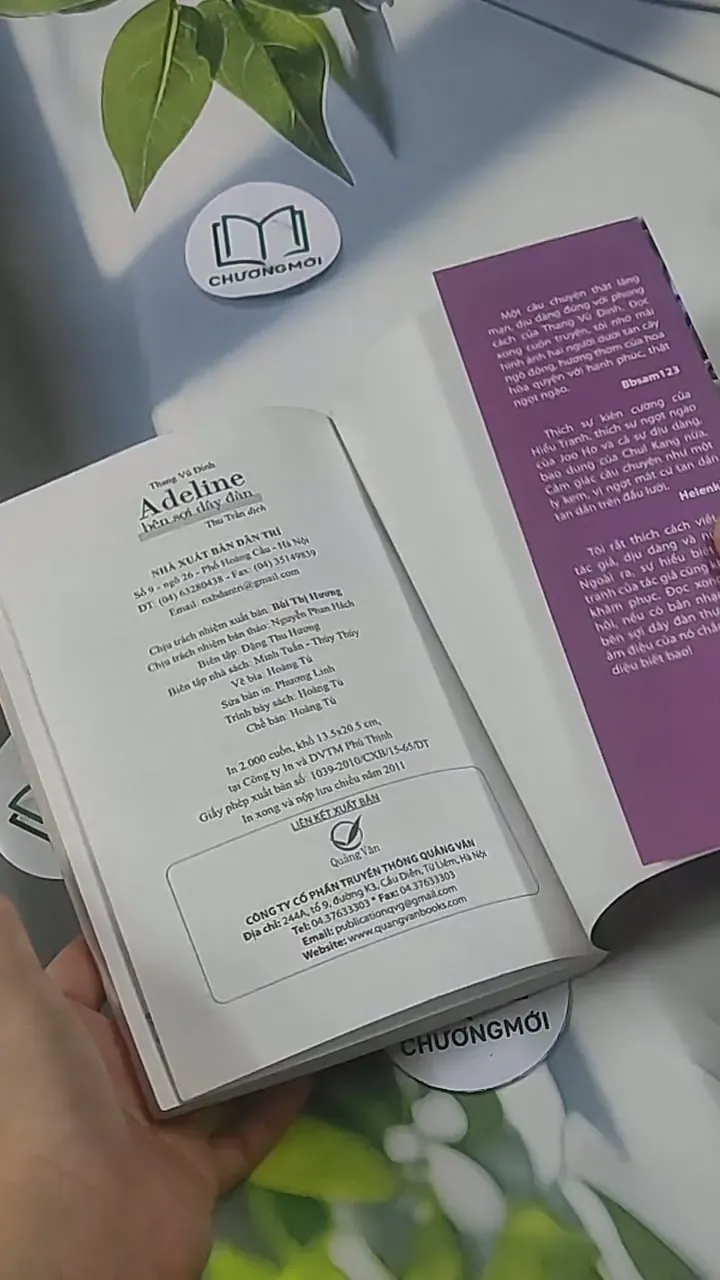 CHƯƠNGMỚI
Thang Vũ Đình
Adeline
bên sợi dây đàn
Thu Trần dịch
NHÀ XUẤT BẢN DÂN TRÍ
Số 9 - ngõ 26 - Phố Hoàng Cầu - Hà Nội
ĐT: (04) 63280438 - Fax: (04) 35149839
Email: nxbdantri@gmail.com
Chịu trách nhiệm xuất bản: Bùi Thị Hương
Chịu trách nhiệm bản thảo: Nguyễn Phan Hách
Biên tập: Đặng Thu Hương
Biên tập nhà sách: Minh Tuấn - Thúy Thúy
Vẽ bìa: Hoàng Tú
Sửa bản in: Phương Linh
Trình bày sách: Hoàng Tú
Chế bản: Hoàng Tú
In 2.000 cuốn, khổ 13.5x20.5 cm,
tại Công ty In và DVTM Phú Thịnh
Giấy phép xuất bản số: 1039-2010/CXB/15-65/DT
In xong và nộp lưu chiểu năm 2011
LIÊN KẾT XUẤT BẢN
Quảng Văn
CÔNG TY CỔ PHẦN TRUYỀN THÔNG QUẢNG VĂN
Địa chỉ: 244A, tổ 9, đường K3, Cầu Diễn, Từ Liêm, Hà Nội
Tel: 04.37633303 * Fax: 04.37633303
Email: publicationqvg@gmail.com
Website: www.quangvanbooks.com
Một câu chuyện thật lãng
mạn, dịu dàng đúng với phong
cách của Thang Vũ Đình. Đọc
xong cuốn truyện, tôi nhớ mãi
hình ảnh hai người dưới tán cây
ngô đồng, hương thơm của hoa
hòa quyện với hạnh phúc, thật
ngọt ngào.
Bbsam123
Thích sự kiên cường của
Hiểu Tranh, thích sự ngọt ngào
của Joo Ho và cả sự dịu dàng,
bao dung của Chul Kang nữa.
Cảm giác câu chuyện như một
ly kem, vị ngọt mát cứ tan dần
tan dần trên đầu lưỡi.
Helenk
Tôi rất thích cách viết
tác giả, dịu dàng và
Ngoài ra, sự hiểu bi
tranh của tác giả cũng
khâm phục. Đọc xon
hỏi, nếu có bản nhạ
bên sợi dây đàn thự
âm điệu của nó chắ
diệu biết bao!
CHƯƠNGMỚI